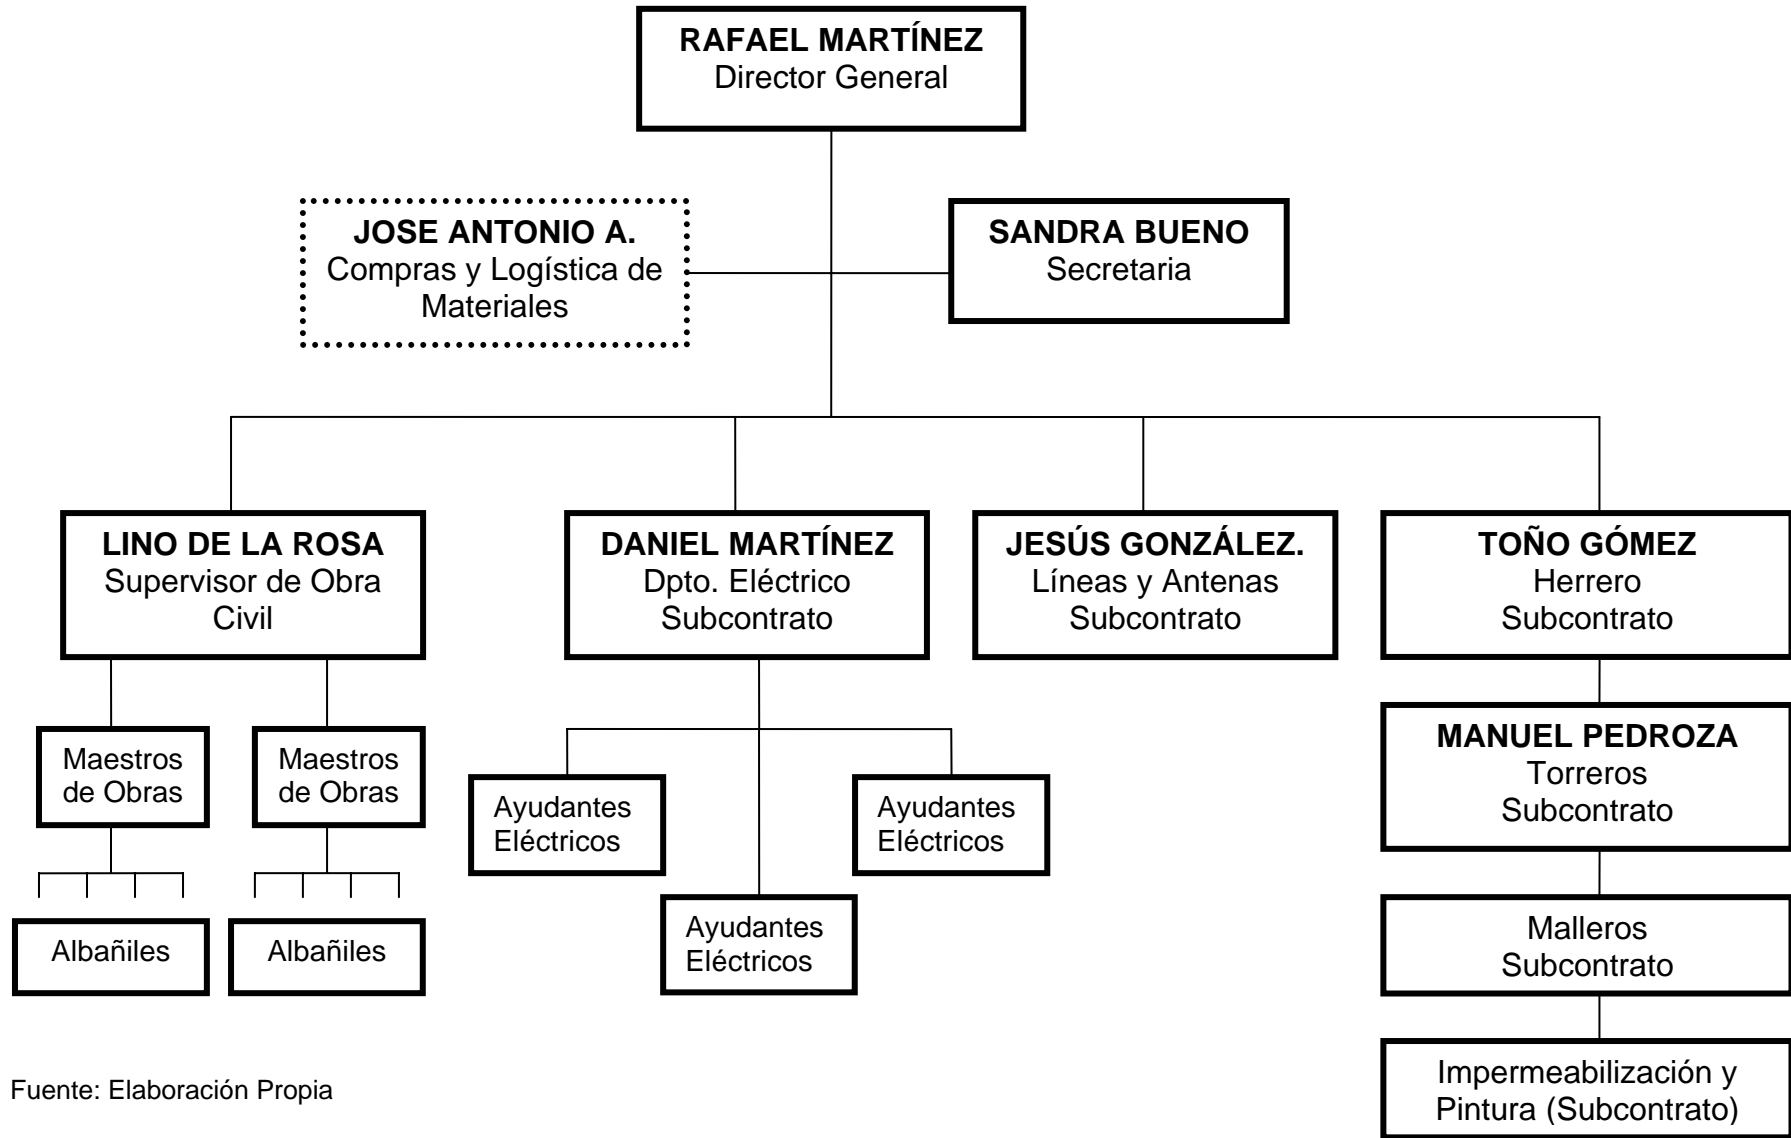 RAFAEL MARTÍNEZ
Director General
JOSE ANTONIO A.
Compras y Logística de
Materiales
SANDRA BUENO
Secretaria
LINO DE LA ROSA
Supervisor de Obra
Civil
DANIEL MARTÍNEZ
Dpto. Eléctrico
Subcontrato
JESÚS GONZÁLEZ.
Líneas y Antenas
Subcontrato
TOÑO GÓMEZ
Herrero
Subcontrato
Maestros
de Obras
Maestros
de Obras
Ayudantes
Eléctricos
Ayudantes
Eléctricos
MANUEL PEDROZA
Torreros
Subcontrato
Albañiles
Albañiles
Ayudantes
Eléctricos
Malleros
Subcontrato
Impermeabilización y
Pintura (Subcontrato)
Fuente: Elaboración Propia